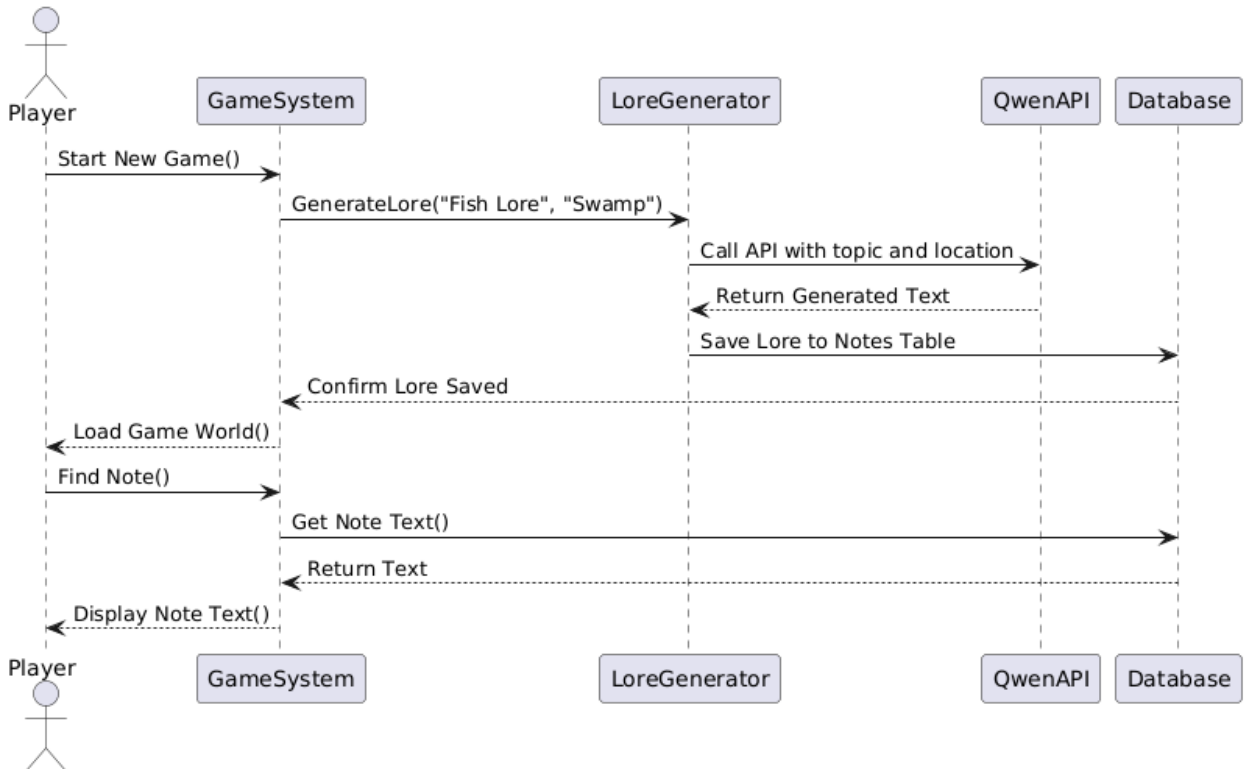 Player
GameSystem
LoreGenerator
QwenAPI
Database
Start New Game()
GenerateLore("Fish Lore", "Swamp")
Call API with topic and location
Return Generated Text
Save Lore to Notes Table
Confirm Lore Saved
Load Game World()
Find Note()
Get Note Text()
Return Text
Display Note Text()
Player
GameSystem
LoreGenerator
QwenAPI
Database